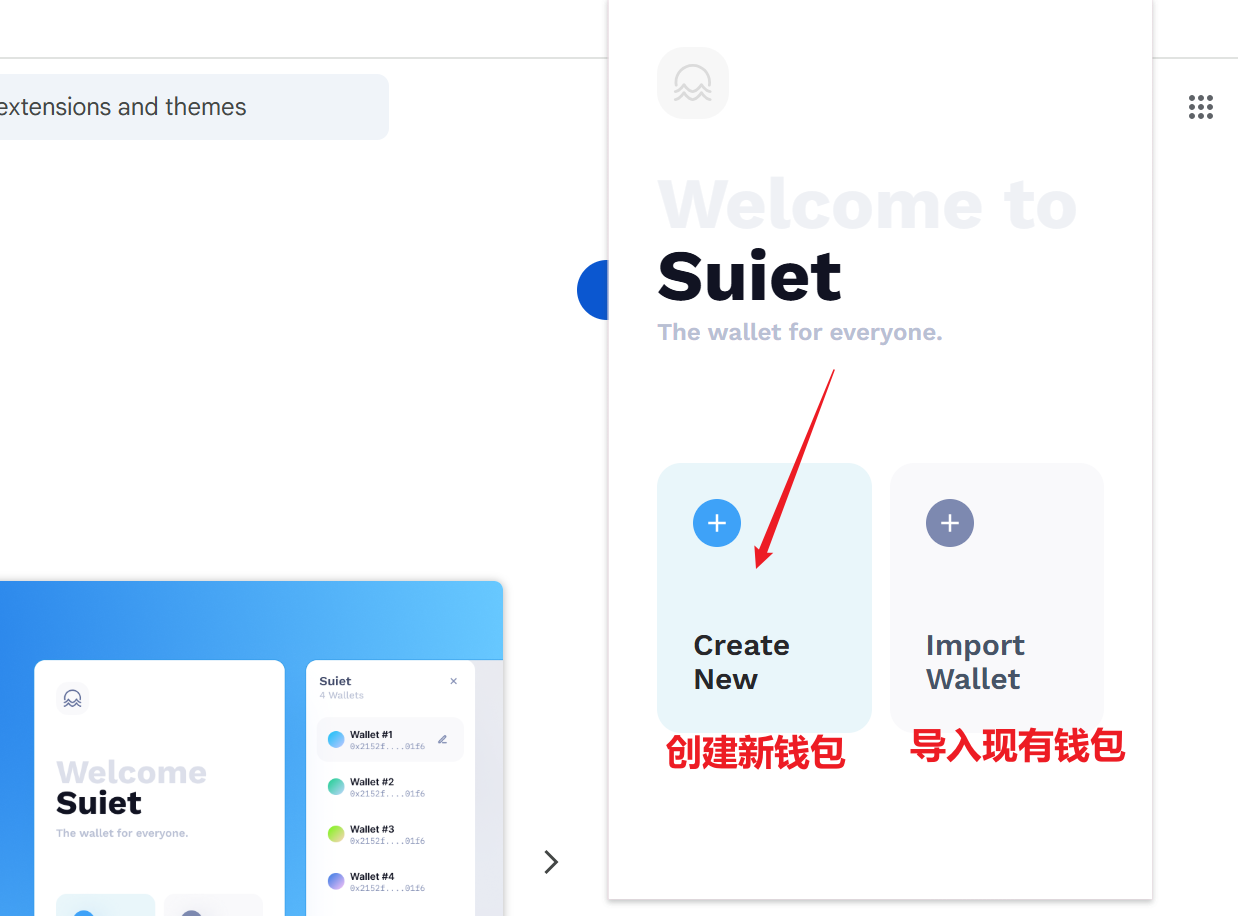 extensions and themes
Welcome to
Suiet
The wallet for everyone.
Create
New
Import
Wallet
创建新钱包
导入现有钱包
Welcome
Suiet
The wallet for everyone.
Suiet
4 Wallets
Wallet #1
0x2152f....01f6
Wallet #2
0x2152f....01f6
Wallet #3
0x2152f....01f6
Wallet #4
0x2152f....01f6